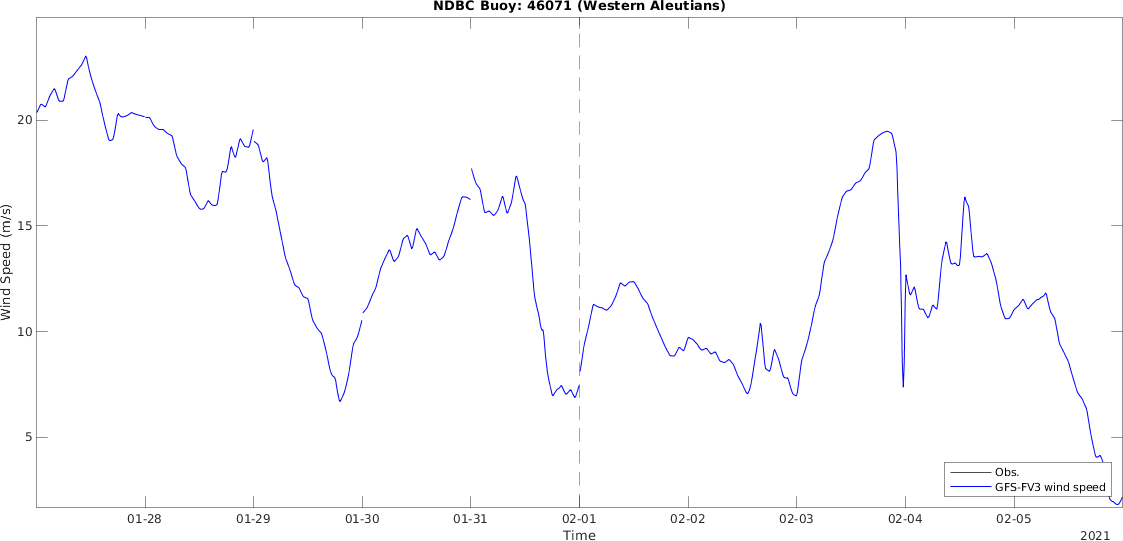 NDBC Buoy: 46071 (Western Aleutians)
20
15
10
5
Wind Speed (m/s)
Obs.
GFS-FV3 wind speed
01-28 01-29 01-30 01-31 02-01 02-02 02-03 02-04 02-05
Time
2021